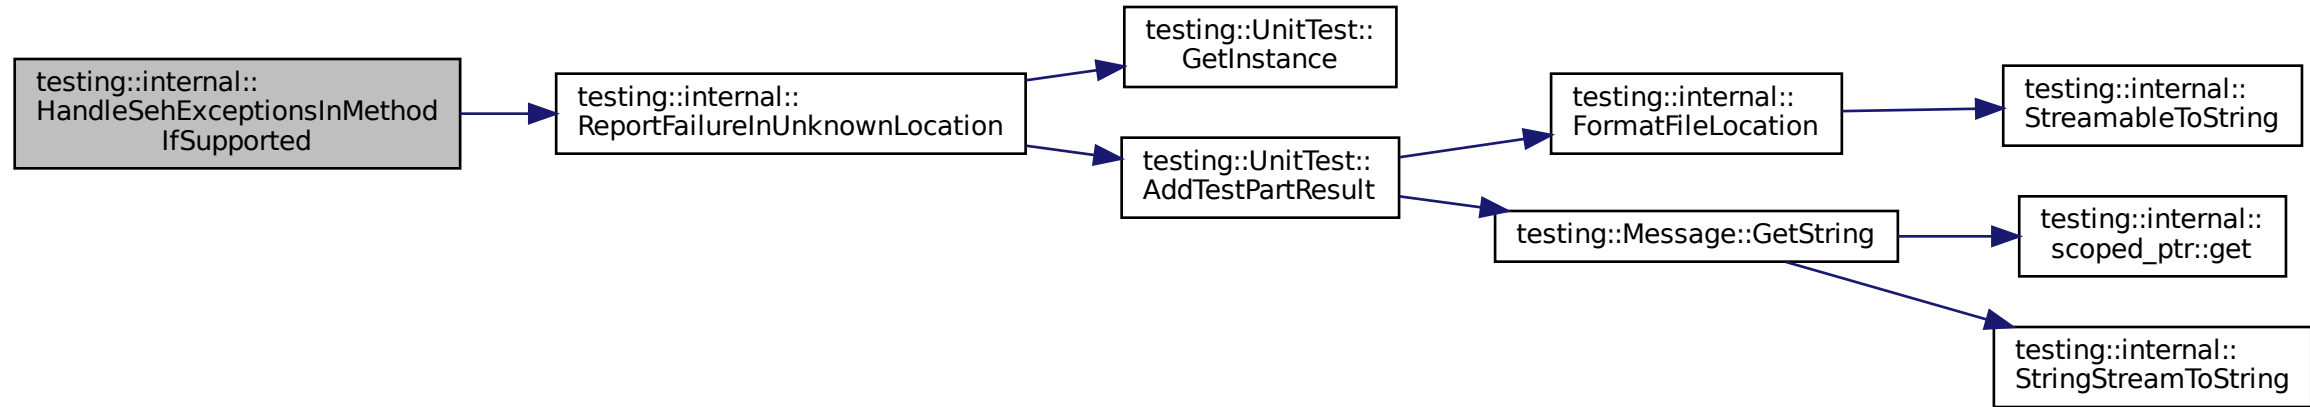 testing::internal::
HandleSehExceptionsInMethod
IfSupported
testing::internal::
ReportFailureInUnknownLocation
testing::UnitTest::
GetInstance
testing::UnitTest::
AddTestPartResult
testing::internal::
FormatFileLocation
testing::Message::GetString
testing::internal::
StreamableToString
testing::internal::
scoped_ptr::get
testing::internal::
StringStreamToString